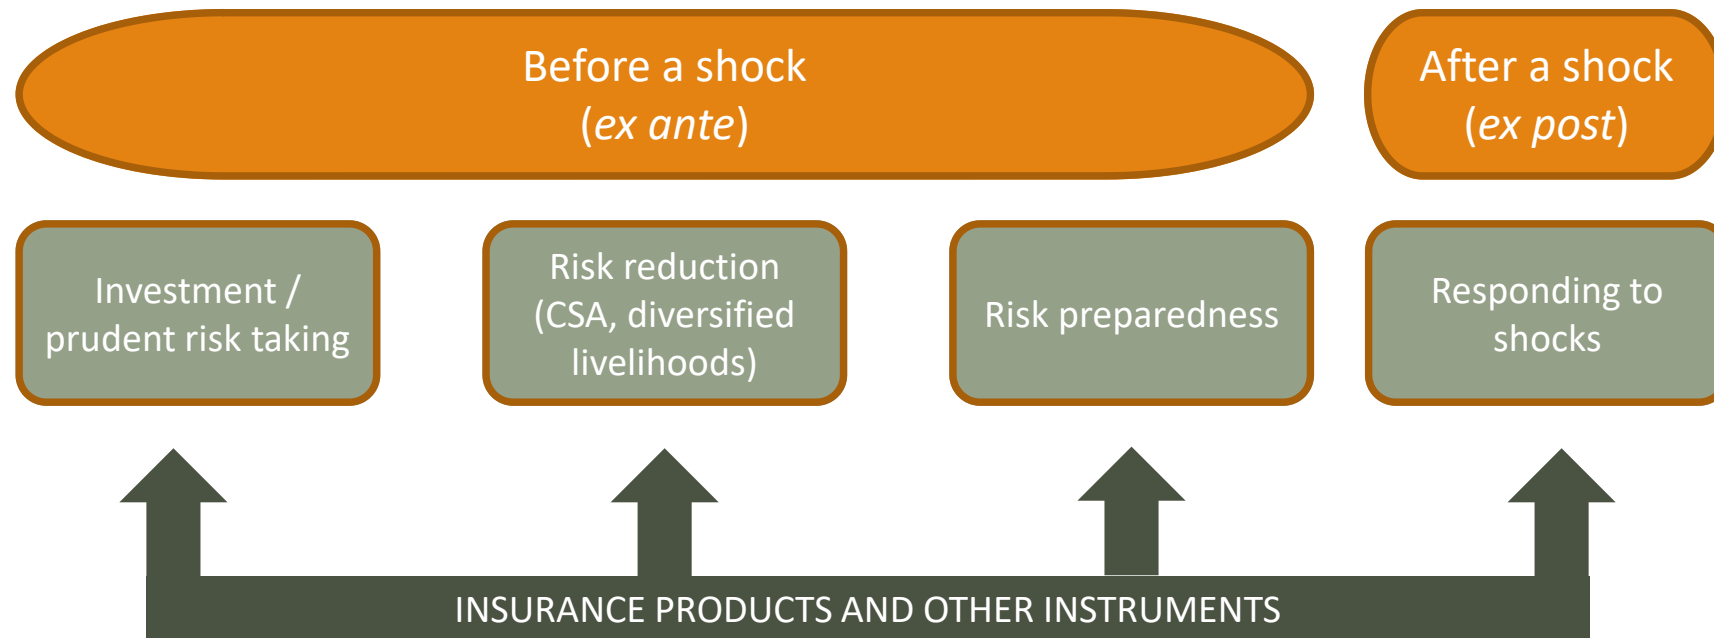 Before a shock
(ex ante)
After a shock
(ex post)
Investment /
prudent risk taking
Risk reduction
(CSA, diversified
livelihoods)
Risk preparedness
Responding to
shocks
INSURANCE PRODUCTS AND OTHER INSTRUMENTS